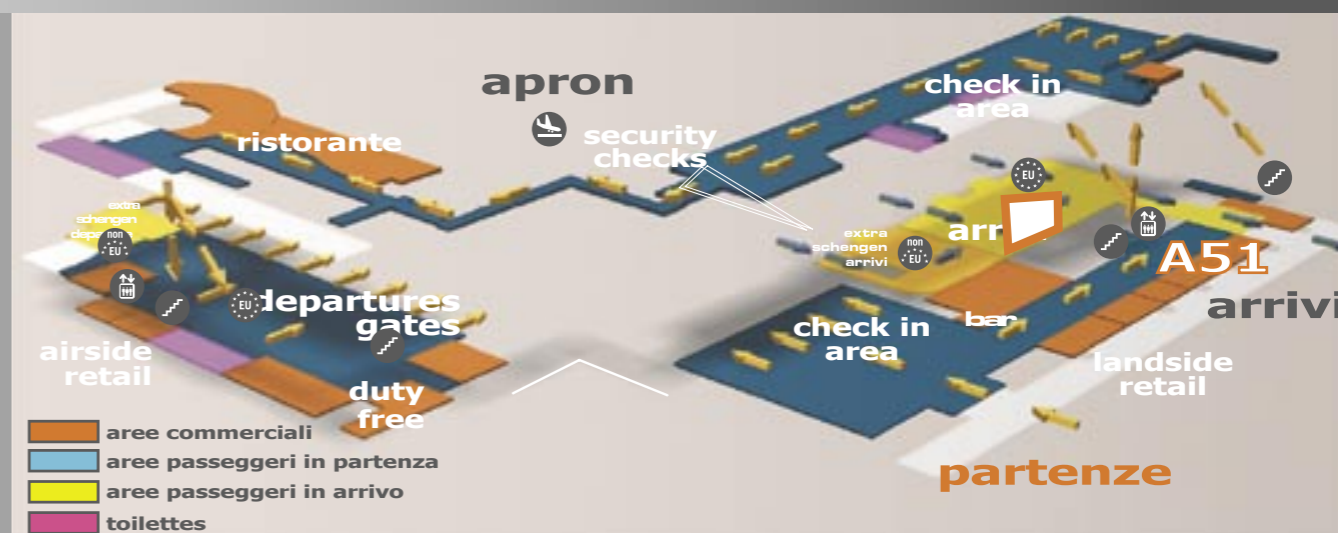 apron
check in
area
security
checks
ristorante
EU
extra
schengen
non
EU
extra
schengen
arrivi
non
EU
A51
arrivi
EU
departures
gates
check in
area
bar
airside
retail
landside
retail
duty
free
aree commerciali
aree passeggeri in partenza
aree passeggeri in arrivo
toilettes
partenze